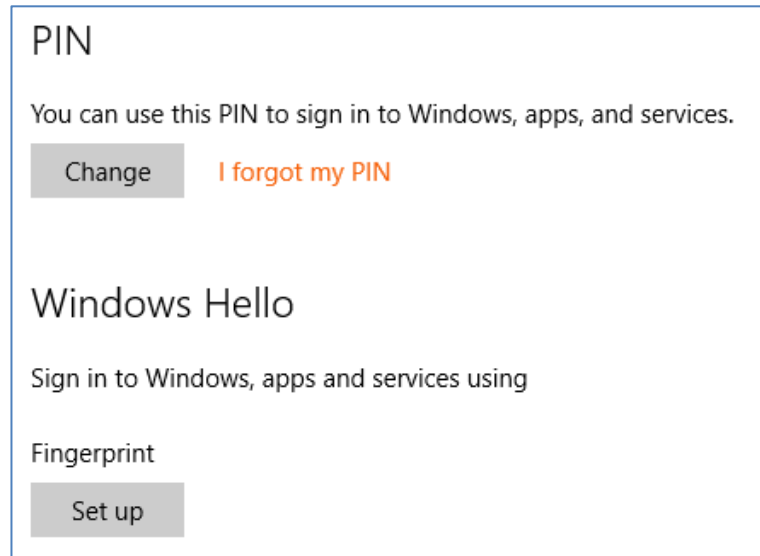 PIN
You can use this PIN to sign in to Windows, apps, and services.
Change I forgot my PIN
Windows Hello
Sign in to Windows, apps and services using
Fingerprint
Set up